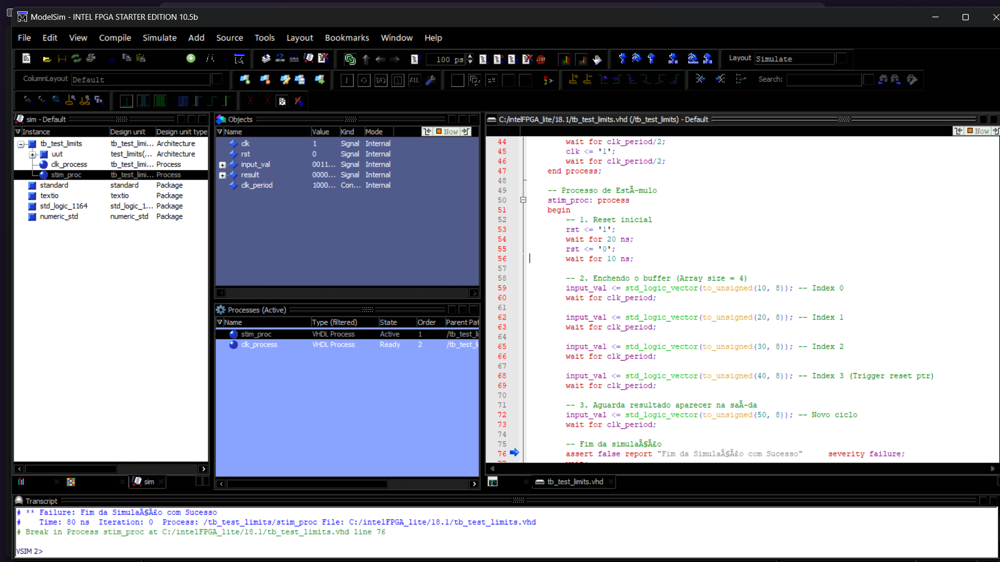 ModelSim - INTEL FPGA STARTER EDITION 10.5b
File Edit View Compile Simulate Add Source Tools Layout Bookmarks Window Help
100 ps
Layout Simulate
ColumnLayout Default
Search:
sim - Default
Instance Design unit Design unit type
tb_test_limits tb_test_limi... Architecture
uut test_limits(... Architecture
clk_process tb_test_limi... Process
stim_proc tb_test_limi... Process
standard standard Package
textio textio Package
std_logic_1164 std_logic_1... Package
numeric_std numeric_std Package
sim
Objects
Name Value Kind Mode Now
clk 1 Signal Internal
rst 0 Signal Internal
input_val 0011... Signal Internal
result 0000... Signal Internal
clk_period 1000... Con... Internal
Processes (Active)
Name Type (filtered) State Order Parent Pat
stim_proc VHDL Process Active 1 /tb_test_li
clk_process VHDL Process Ready 2 /tb_test_li
C:/intelFPGA_lite/18.1/tb_test_limits.vhd (/tb_test_limits) - Default
Now
44 wait for clk_period/2;
45 clk <= '1';
46 wait for clk_period/2;
47 end process;
48
49 -- Processo de EstÃ-mulo
50 stim_proc: process
51 begin
52 -- 1. Reset inicial
53 rst <= '1';
54 wait for 20 ns;
55 rst <= '0';
56 wait for 10 ns;
57
58 -- 2. Enchendo o buffer (Array size = 4)
59 input_val <= std_logic_vector(to_unsigned(10, 8)); -- Index 0
60 wait for clk_period;
61
62 input_val <= std_logic_vector(to_unsigned(20, 8)); -- Index 1
63 wait for clk_period;
64
65 input_val <= std_logic_vector(to_unsigned(30, 8)); -- Index 2
66 wait for clk_period;
67
68 input_val <= std_logic_vector(to_unsigned(40, 8)); -- Index 3 (Trigger reset ptr)
69 wait for clk_period;
70
71 -- 3. Aguarda resultado aparecer na saÃ-da
72 input_val <= std_logic_vector(to_unsigned(50, 8)); -- Novo ciclo
73 wait for clk_period;
74
75 -- Fim da simulaÃ§Ã£o
76 assert false report "Fim da SimulaÃ§Ã£o com Sucesso" severity failure;
tb_test_limits.vhd
Transcript
# ** Failure: Fim da SimulaÃ§Ã£o com Sucesso
# Time: 80 ns Iteration: 0 Process: /tb_test_limits/stim_proc File: C:/intelFPGA_lite/18.1/tb_test_limits.vhd
# Break in Process stim_proc at C:/intelFPGA_lite/18.1/tb_test_limits.vhd line 76
VSIM 2>